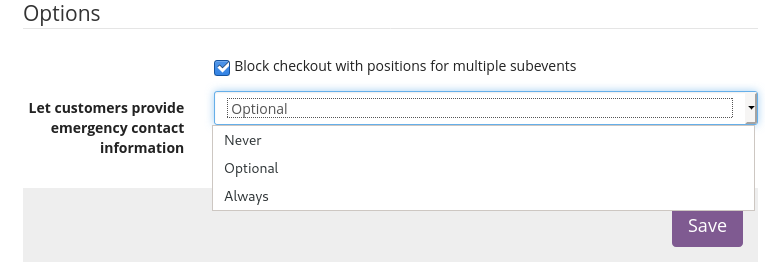 Options
Block checkout with positions for multiple subevents
Let customers provide
emergency contact
information
Optional
Never
Optional
Always
Save